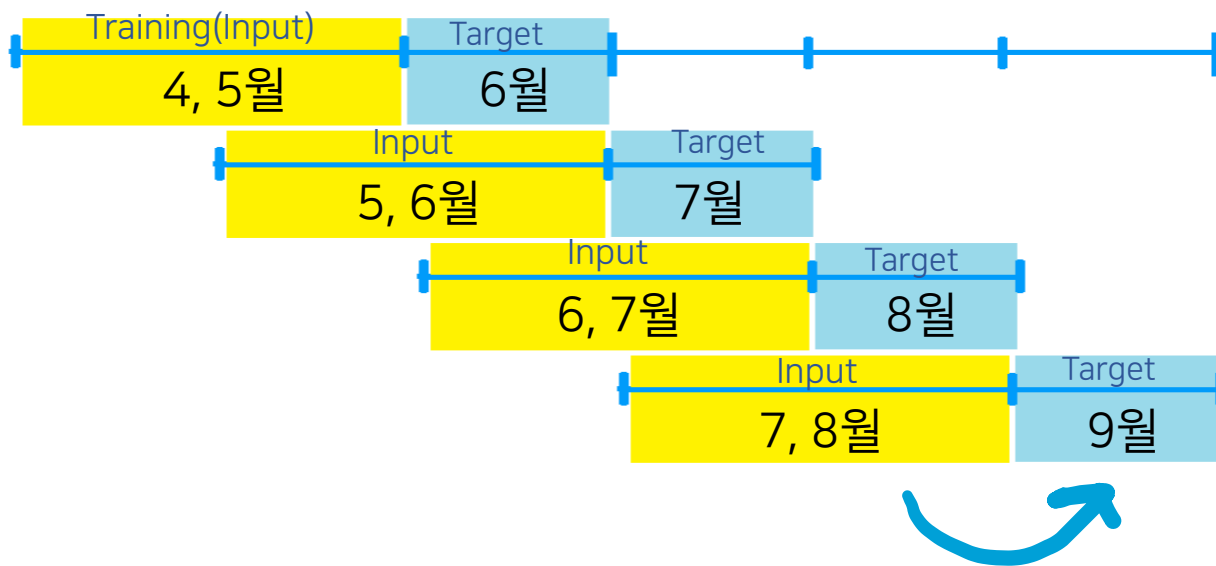 Training(Input)
Target
4, 5월
6월
Input
Target
5, 6월
7월
Input
Target
6, 7월
8월
Input
Target
7, 8월
9월